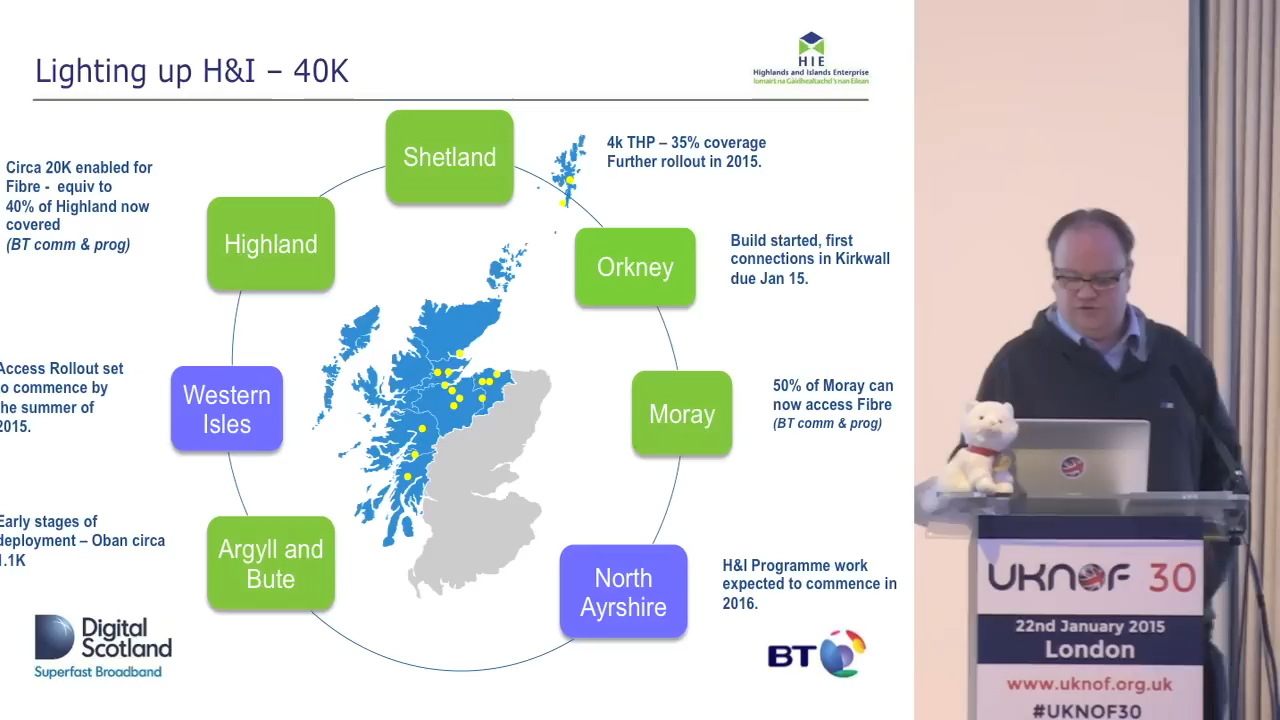 Lighting up H&I – 40K
H I E
Highlands and Islands Enterprise
Iomairt na Gàidhealtachd 's nan Eilean
Shetland
4k THP – 35% coverage
Further rollout in 2015.
Circa 20K enabled for
Fibre - equiv to
40% of Highland now
covered
(BT comm & prog)
Highland
Orkney
Build started, first
connections in Kirkwall
due Jan 15.
Access Rollout set
to commence by
the summer of
2015.
Western
Isles
Moray
50% of Moray can
now access Fibre
(BT comm & prog)
Early stages of
deployment – Oban circa
1.1K
Argyll and
Bute
North
Ayrshire
H&I Programme work
expected to commence in
2016.
Digital
Scotland
Superfast Broadband
BT
UKNOF 30
22nd January 2015
London
www.uknof.org.uk
#UKNOF30